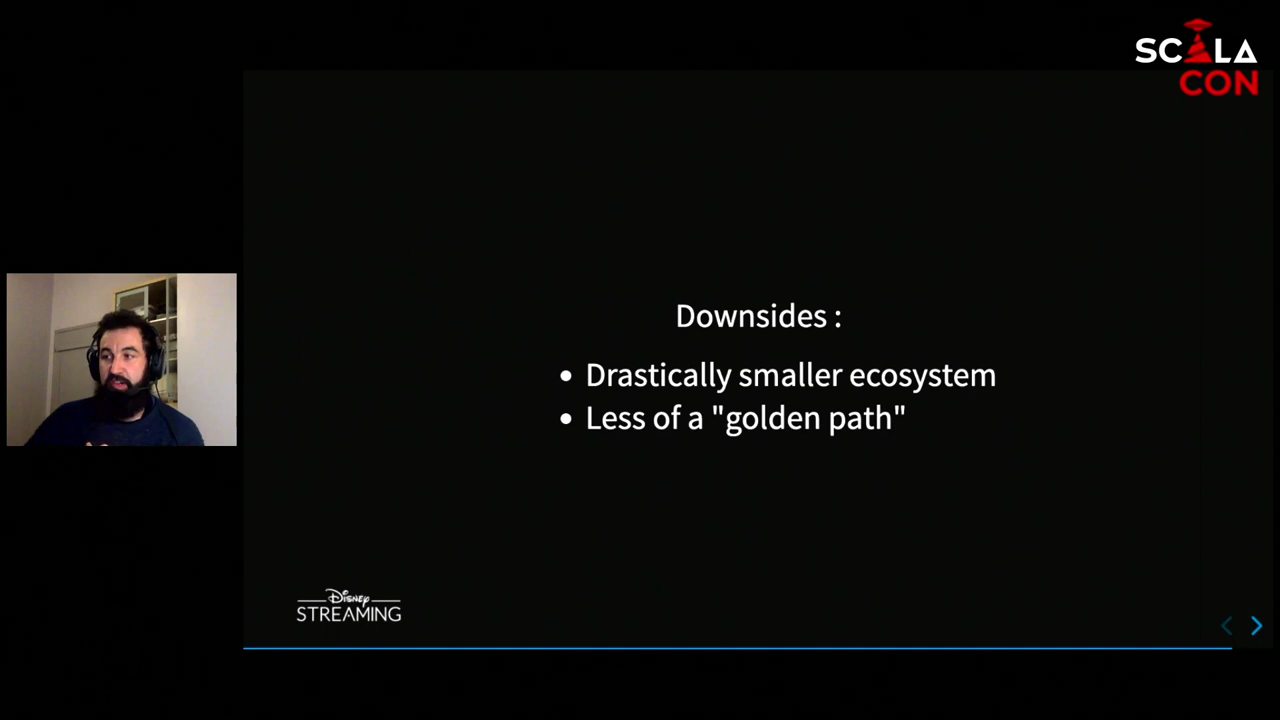 SCALA
CON
Downsides :
• Drastically smaller ecosystem
• Less of a "golden path"
Disney
STREAMING